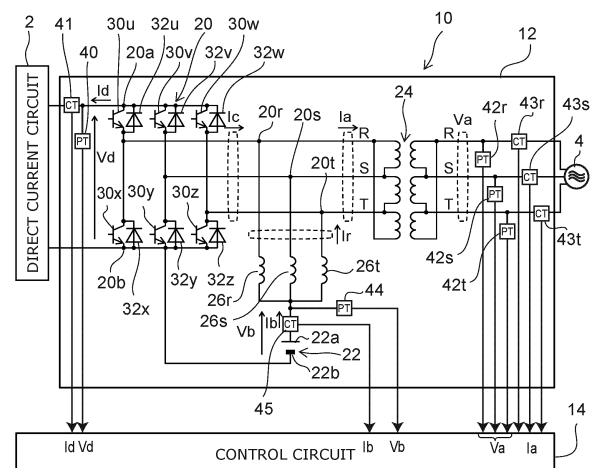 2
41
40
30u
20a
32u
30v
20
32v
30w
32w
10
12
Id
CT
PT
Vd
Ic
20r
20s
20t
Ia
R
24
R
Va
42r
43r
43s
4
CT
PT
S
S
CT
PT
T
T
CT
PT
DIRECT CURRENT CIRCUIT
30x
30y
30z
Ir
42s
42t
43t
20b
32x
32y
32z
26r
26s
26t
44
PT
Vb
Ib
CT
22a
22
22b
45
Id Vd
Ib
Vb
Va
Ia
14
CONTROL CIRCUIT